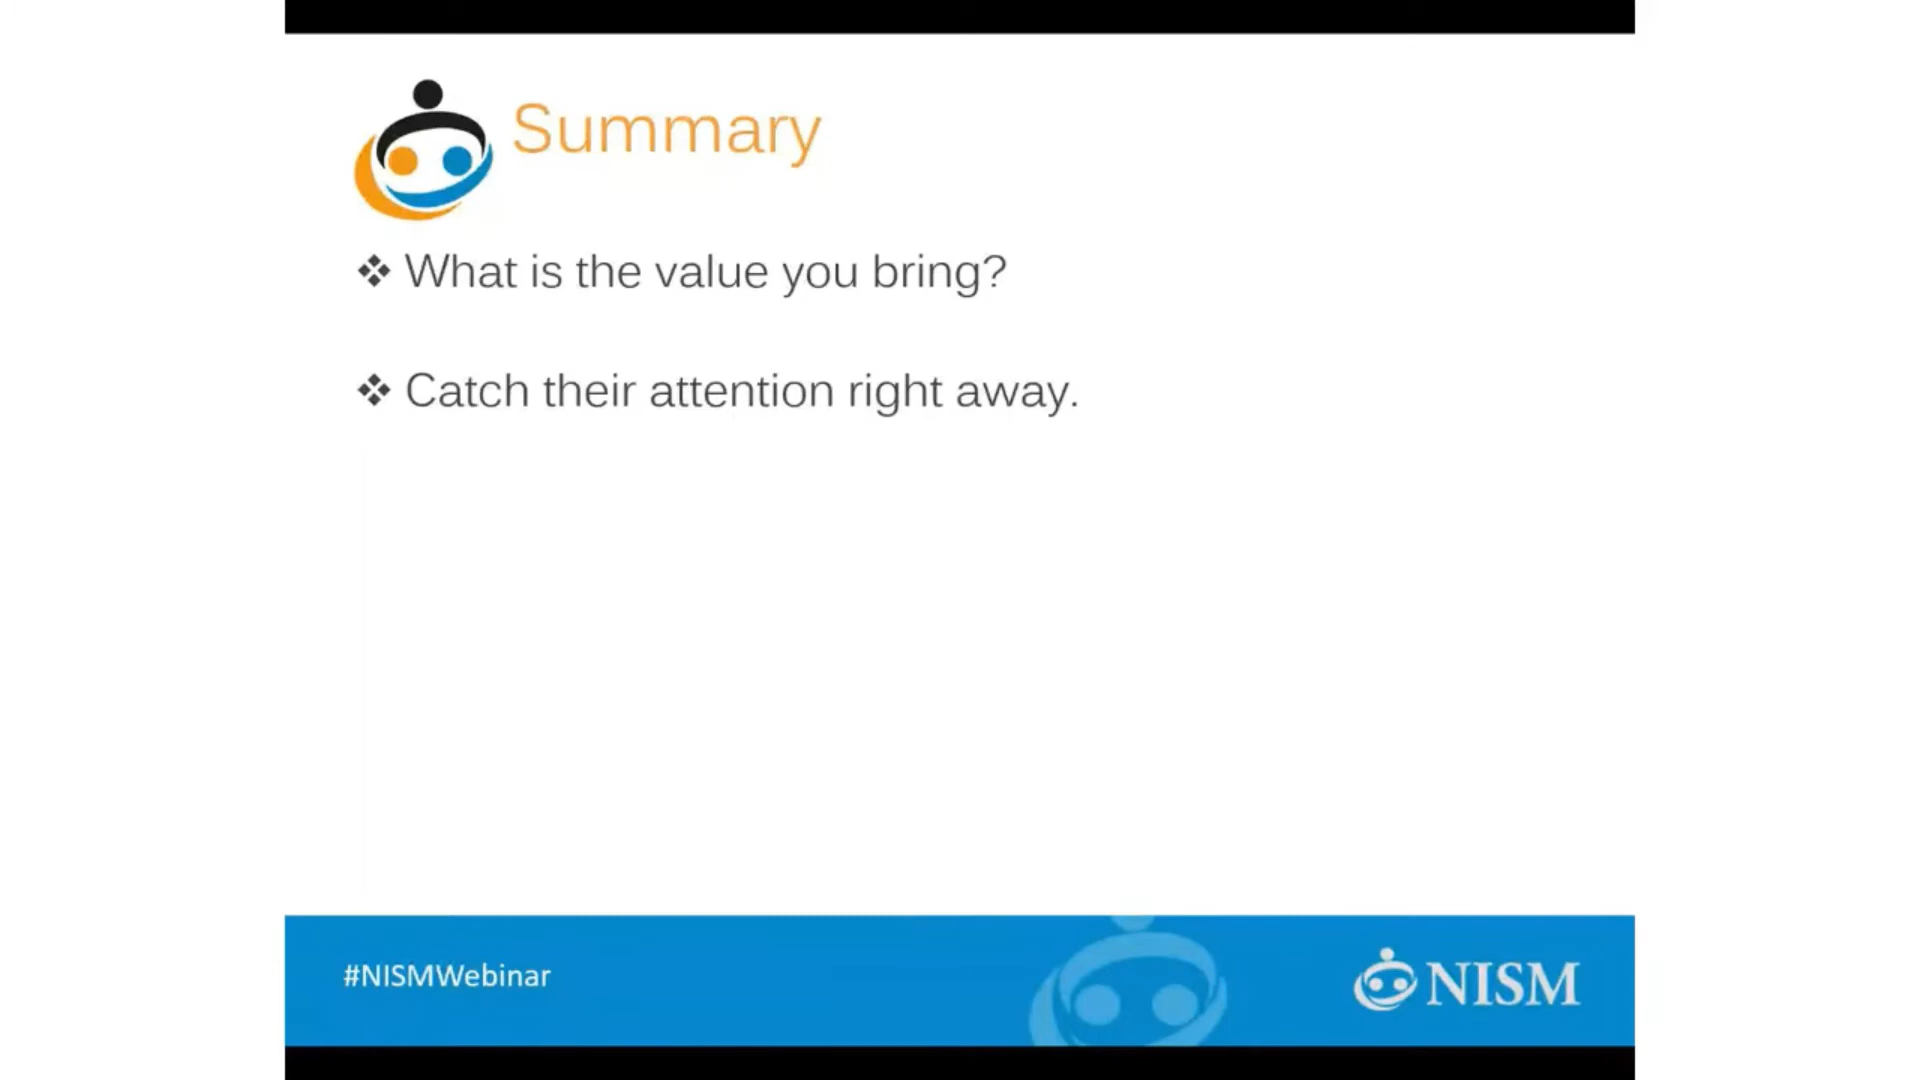 Summary
❖ What is the value you bring?
❖ Catch their attention right away.
#NISMWebinar
NISM